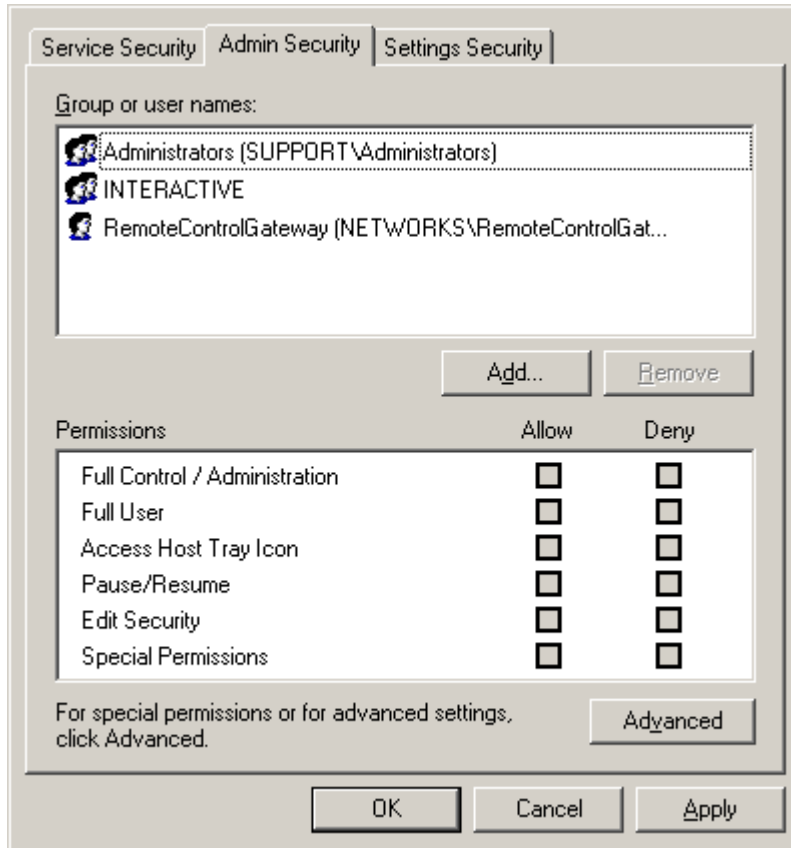 Service Security Admin Security Settings Security
Group or user names:
Administrators (SUPPORT\Administrators)
INTERACTIVE
RemoteControlGateway (NETWORKS\RemoteControlGat...
Add... Remove
Permissions Allow Deny
Full Control / Administration
Full User
Access Host Tray Icon
Pause/Resume
Edit Security
Special Permissions
For special permissions or for advanced settings,
click Advanced.
Advanced
OK Cancel Apply